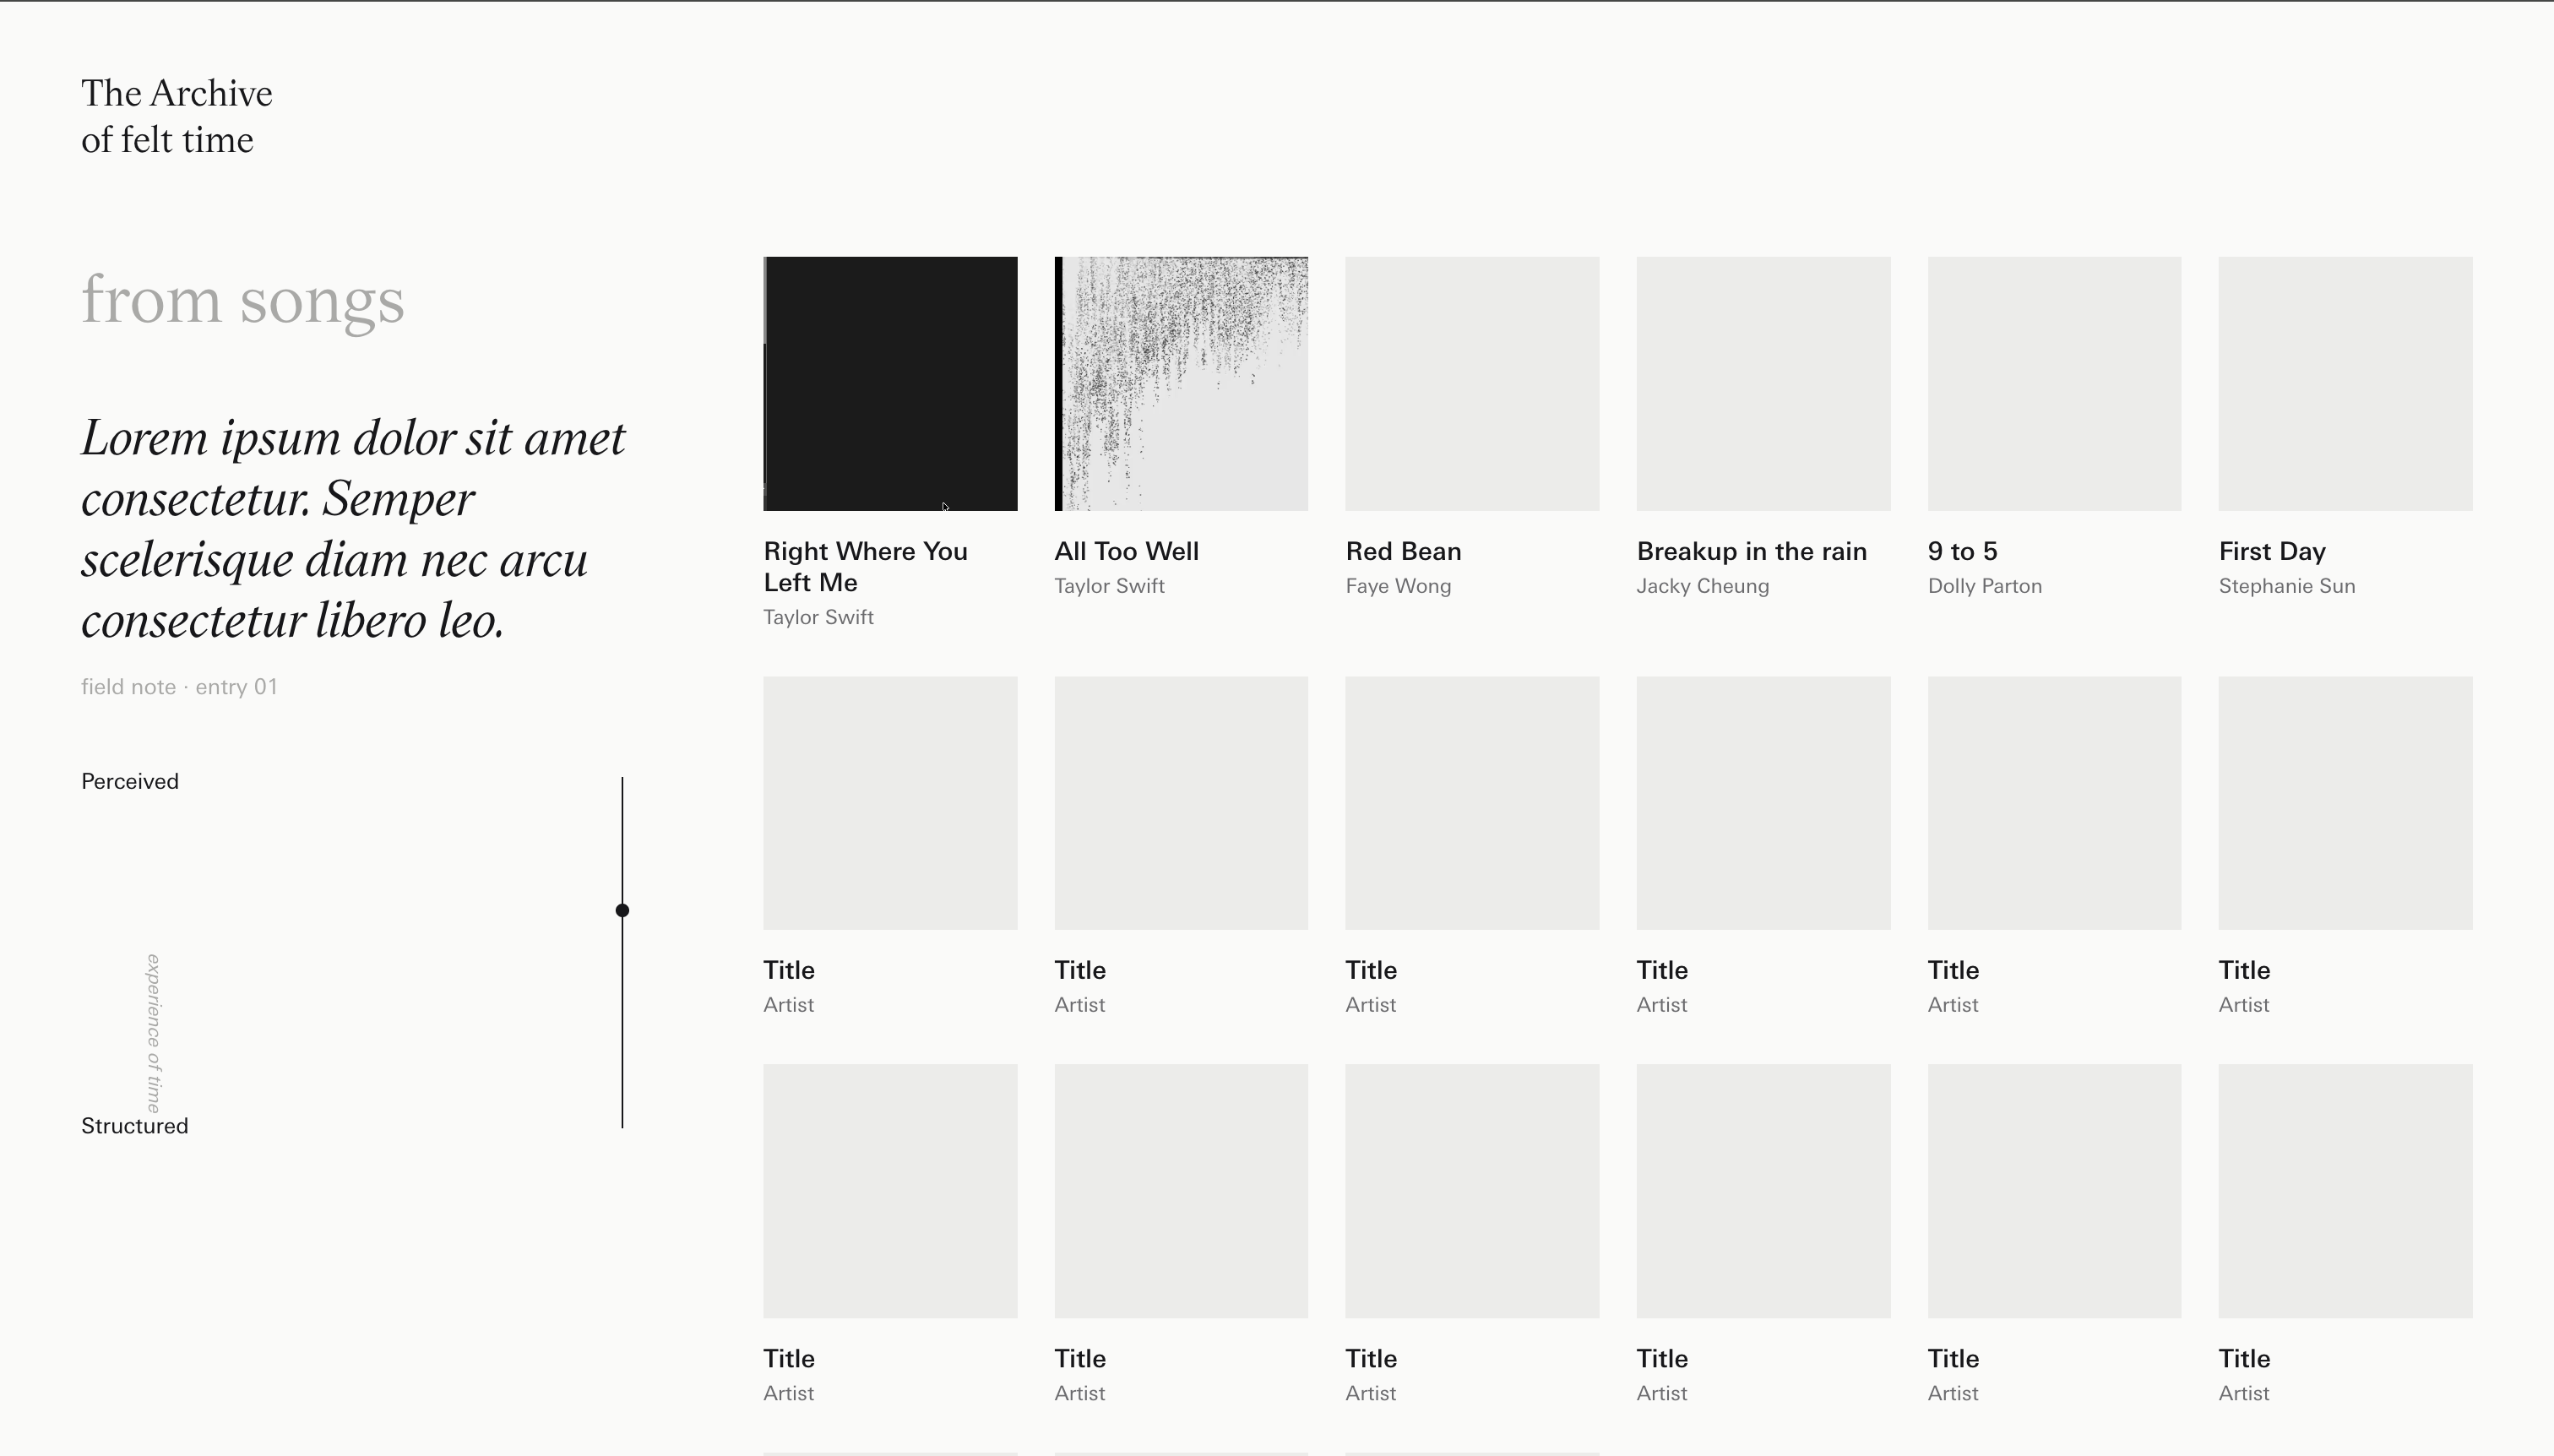 The Archive
of felt time
from songs
Lorem ipsum dolor sit amet
consectetur. Semper
scelerisque diam nec arcu
consectetur libero leo.
field note · entry 01
Perceived
experience of time
Structured
Right Where You
Left Me
Taylor Swift
All Too Well
Taylor Swift
Red Bean
Faye Wong
Breakup in the rain
Jacky Cheung
9 to 5
Dolly Parton
First Day
Stephanie Sun
Title
Artist
Title
Artist
Title
Artist
Title
Artist
Title
Artist
Title
Artist
Title
Artist
Title
Artist
Title
Artist
Title
Artist
Title
Artist
Title
Artist